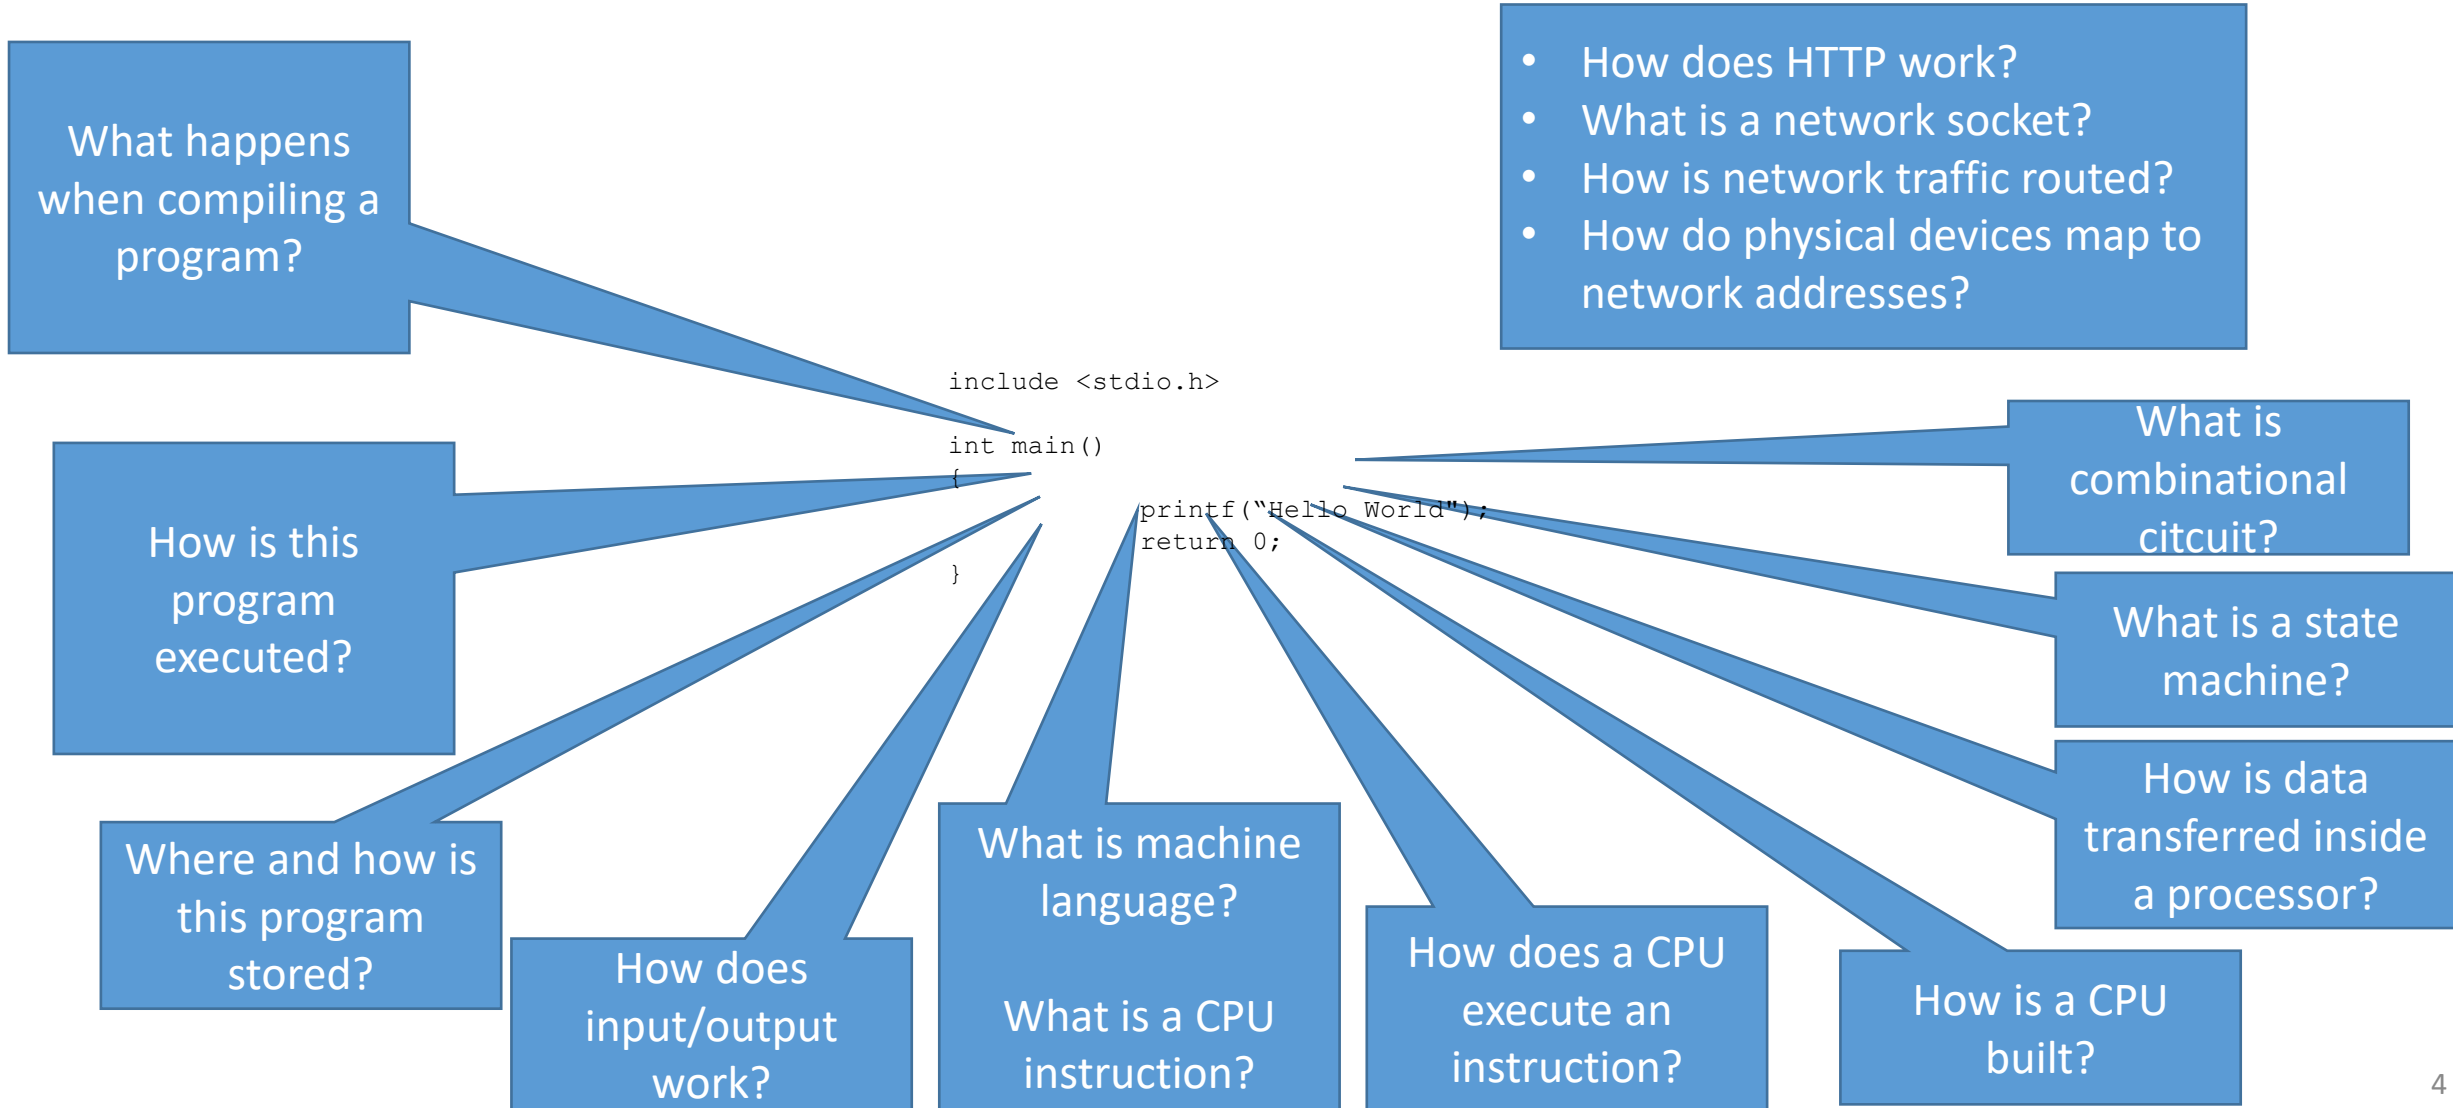 What happens
when compiling a
program?
• How does HTTP work?
• What is a network socket?
• How is network traffic routed?
• How do physical devices map to
network addresses?
include <stdio.h>
int main()
{
printf(“Hello World");
return 0;
}
What is
combinational
citcuit?
How is this
program
executed?
What is a state
machine?
How is data
transferred inside
a processor?
Where and how is
this program
stored?
How does
input/output
work?
What is machine
language?
What is a CPU
instruction?
How does a CPU
execute an
instruction?
How is a CPU
built?
4